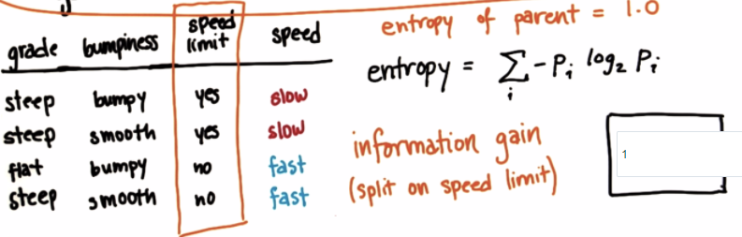 grade bumpiness speed limit speed
steep bumpy yes slow
steep smooth yes slow
flat bumpy no fast
steep smooth no fast
entropy of parent = 1.0
entropy = Σ - Pᵢ log₂ Pᵢ
i
information gain
(split on speed limit)
1